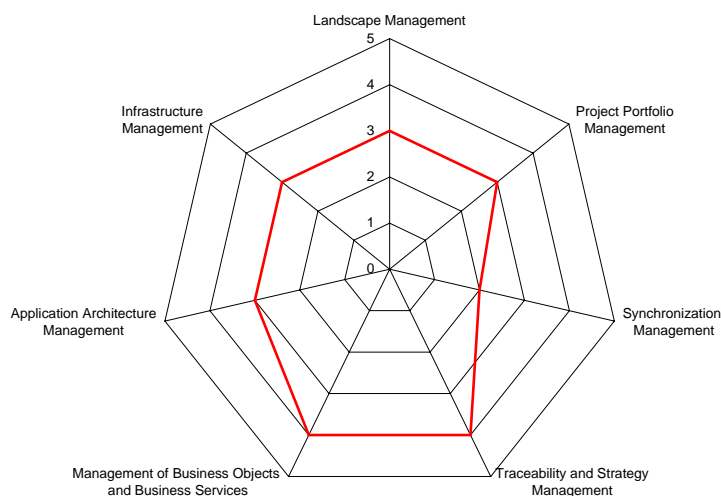 Landscape Management
5
4
3
2
1
0
Infrastructure
Management
Project Portfolio
Management
Application Architecture
Management
Synchronization
Management
Management of Business Objects
and Business Services
Traceability and Strategy
Management